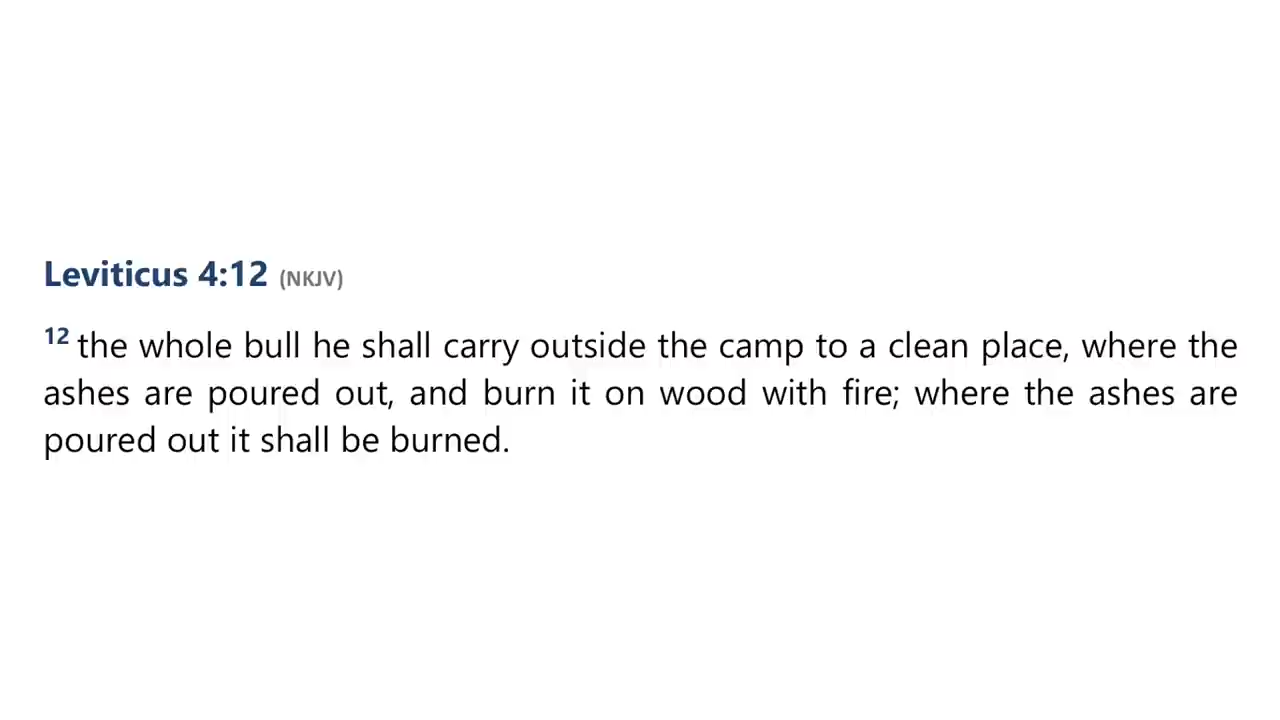 Leviticus 4:12 (NKJV)
12 the whole bull he shall carry outside the camp to a clean place, where the
ashes are poured out, and burn it on wood with fire; where the ashes are
poured out it shall be burned.